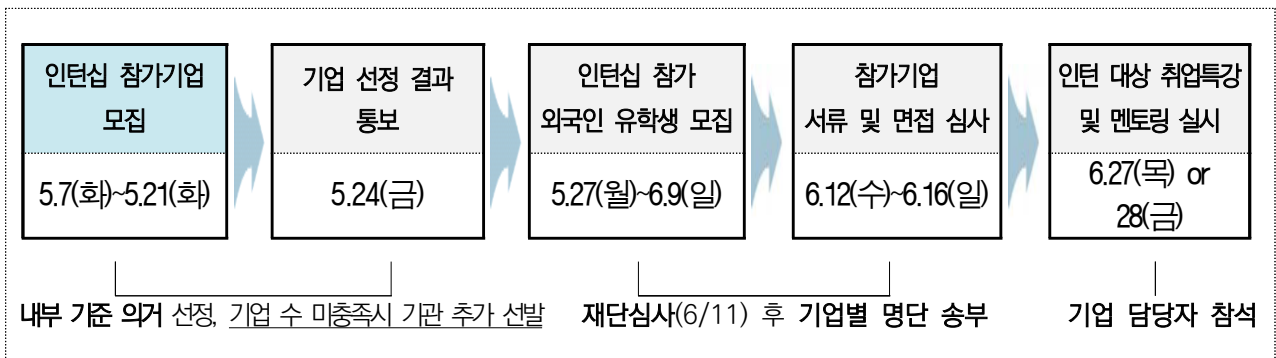 인턴십 참가기업
모집
5.7(화)~5.21(화)
기업 선정 결과
통보
5.24(금)
인턴십 참가
외국인 유학생 모집
5.27(월)~6.9(일)
참가기업
서류 및 면접 심사
6.12(수)~6.16(일)
인턴 대상 취업특강
및 멘토링 실시
6.27(목) or
28(금)
내부 기준 의거 선정, 기업 수 미충족시 기관 추가 선발
재단심사(6/11) 후 기업별 명단 송부
기업 담당자 참석